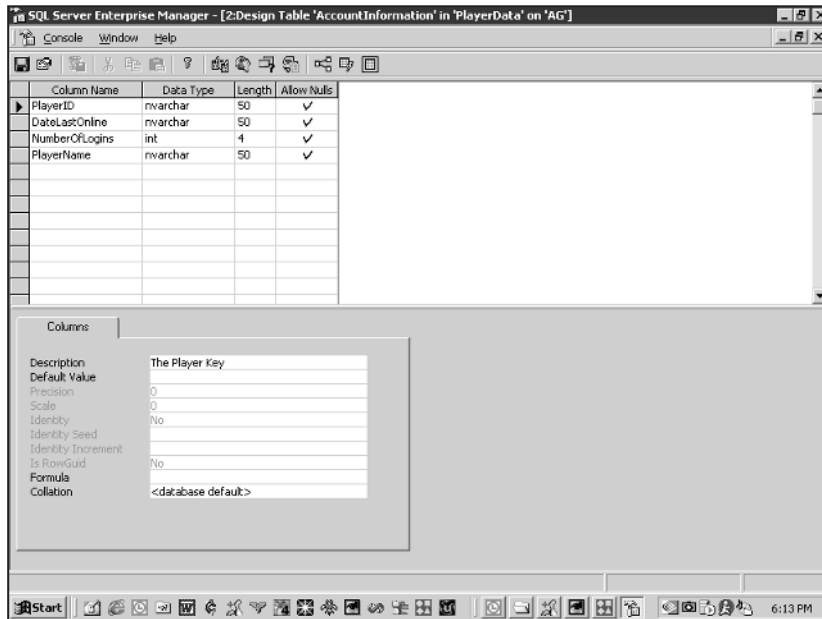 SQL Server Enterprise Manager - [2:Design Table 'AccountInformation' in 'PlayerData' on 'AG']
Console Window Help
Column Name Data Type Length Allow Nulls
PlayerID nvarchar 50
DateLastOnline nvarchar 50
NumberOfLogins int 4
PlayerName nvarchar 50
Columns
Description The Player Key
Default Value
Precision 0
Scale 0
Identity No
Identity Seed
Identity Increment
Is RowGuid No
Formula
Collation <database default>
Start 6:13 PM